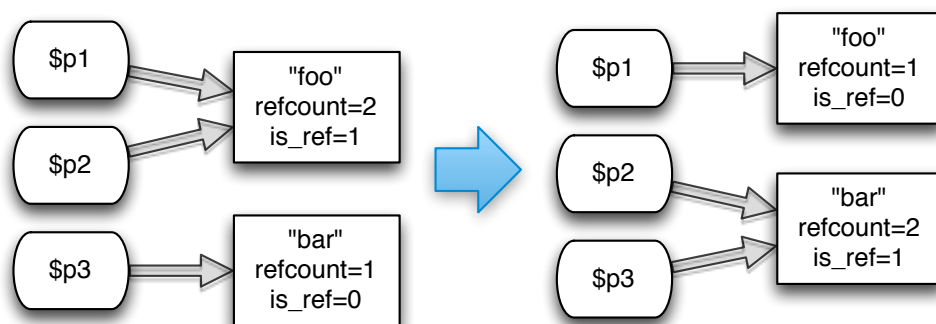 $p1
$p2
$p3
"foo"
refcount=2
is_ref=1
"bar"
refcount=1
is_ref=0
$p1
$p2
$p3
"foo"
refcount=1
is_ref=0
"bar"
refcount=2
is_ref=1